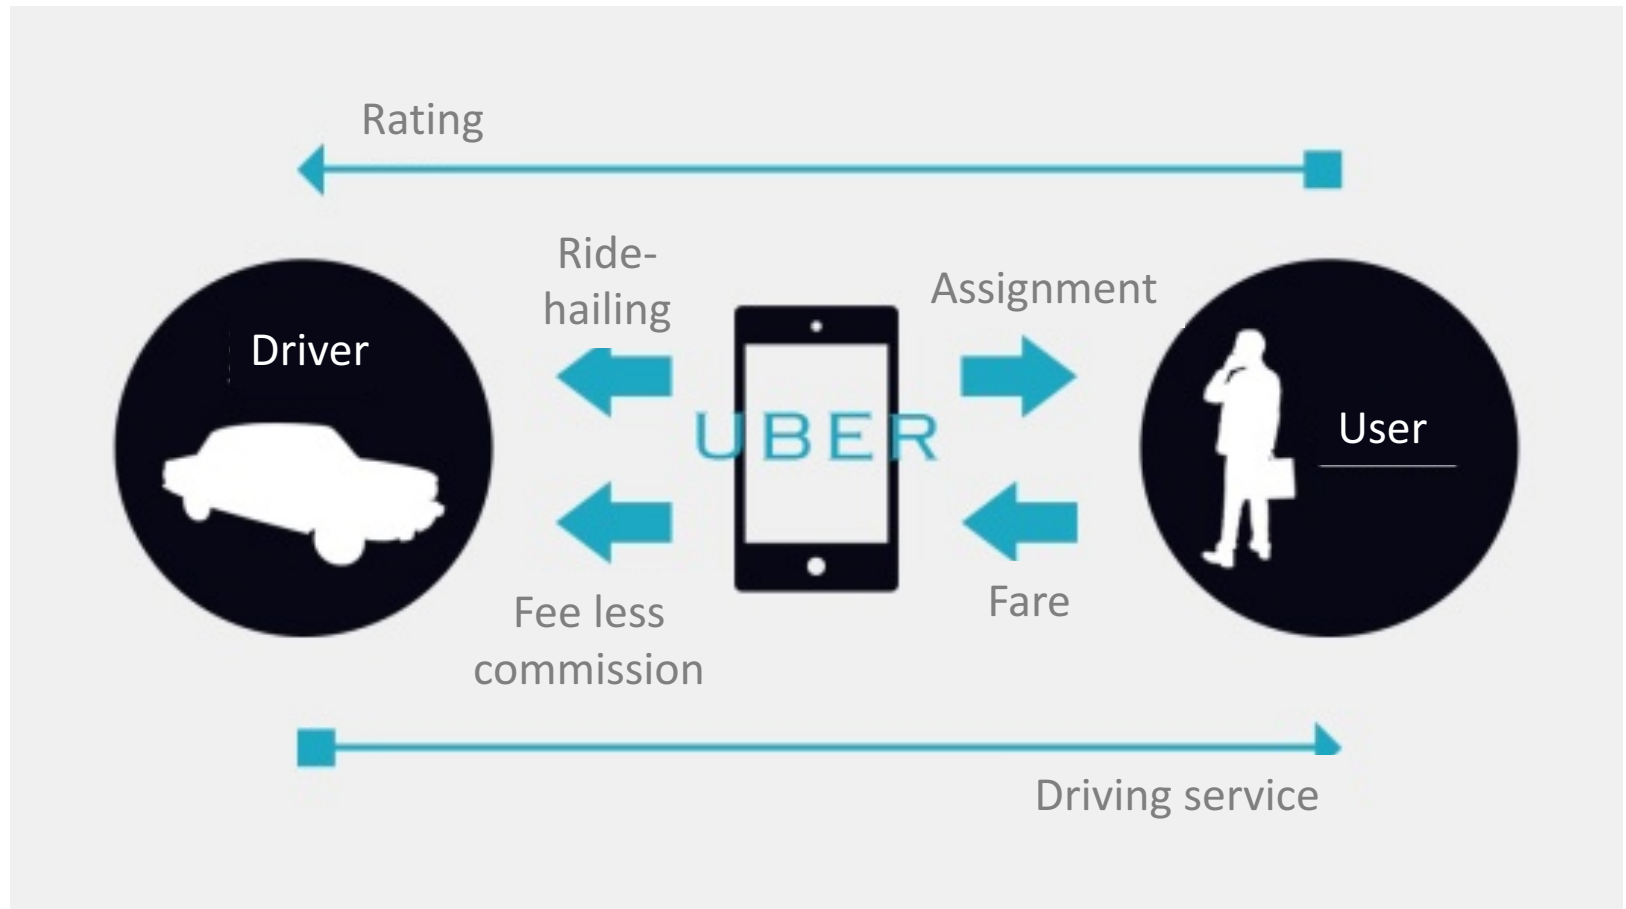 Rating
Ride-
hailing
Assignment
Driver
UBER
User
Fee less
commission
Fare
Driving service